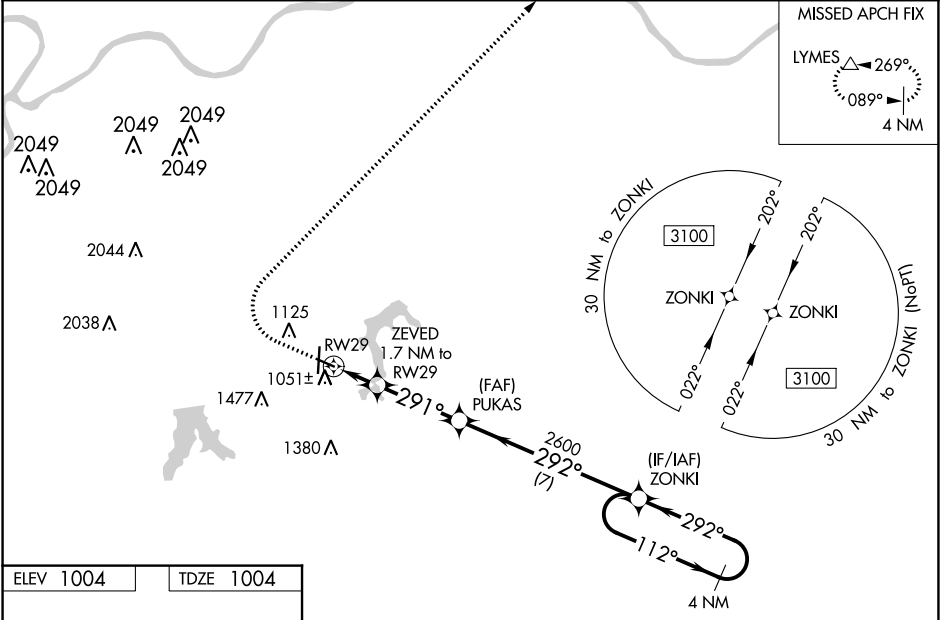 MISSED APCH FIX
LYMES
269°
089°
4 NM
2049
2049
2049
2049
2044
2038
1125
RW29
1051±
1477
1380
ZEVED
1.7 NM to
RW29
291°
(FAF)
PUKAS
2600
292°
(7)
(IF/IAF)
ZONKI
292°
112°
4 NM
30 NM to ZONKI
3100
202°
ZONKI
022°
202°
ZONKI
022°
3100
30 NM to ZONKI (NoPT)
ELEV 1004
TDZE 1004